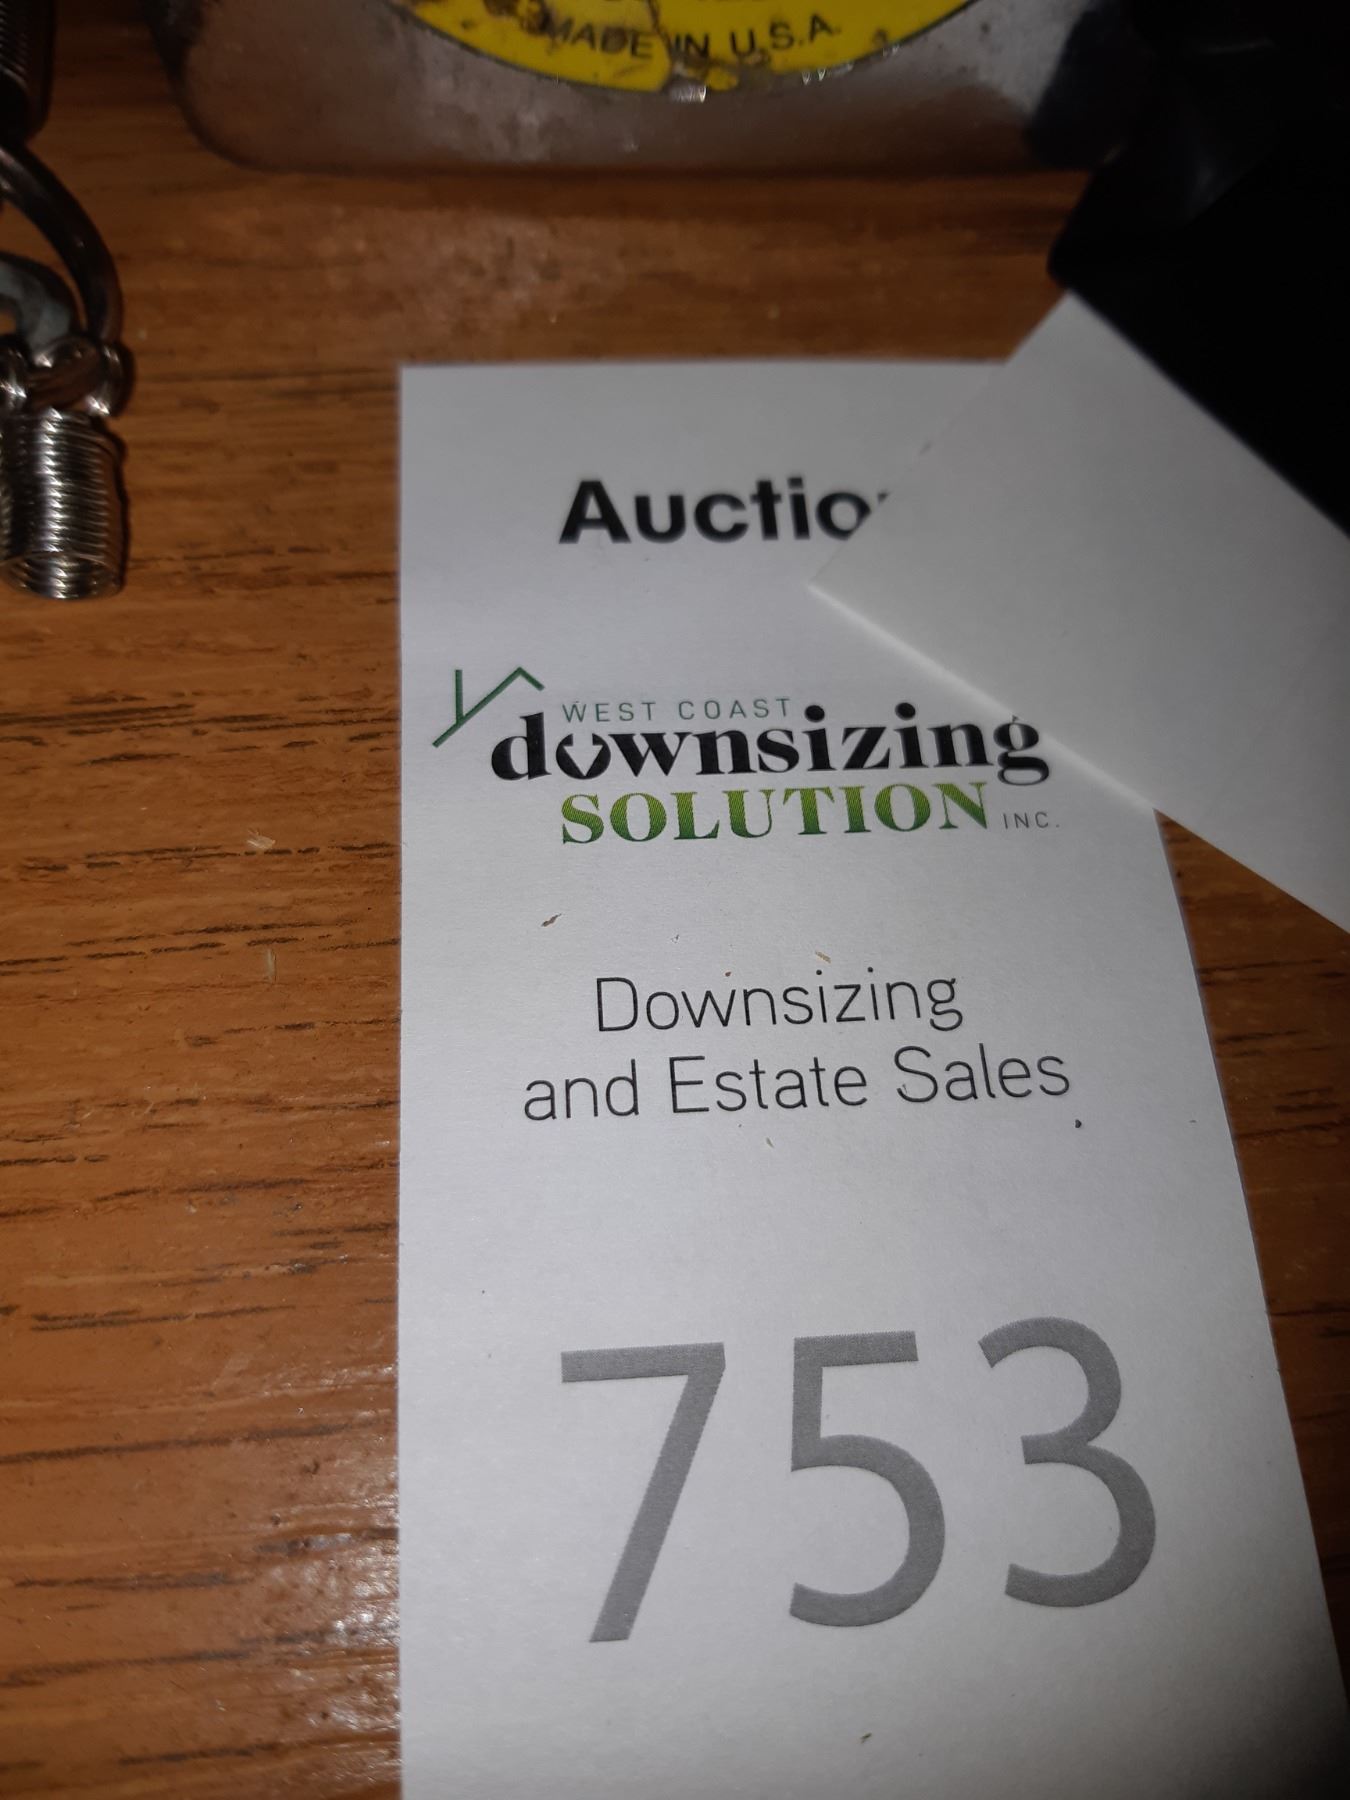 MADE IN U.S.A.
Auctio
WEST COAST
downsizing
SOLUTION INC.
Downsizing
and Estate Sales
753